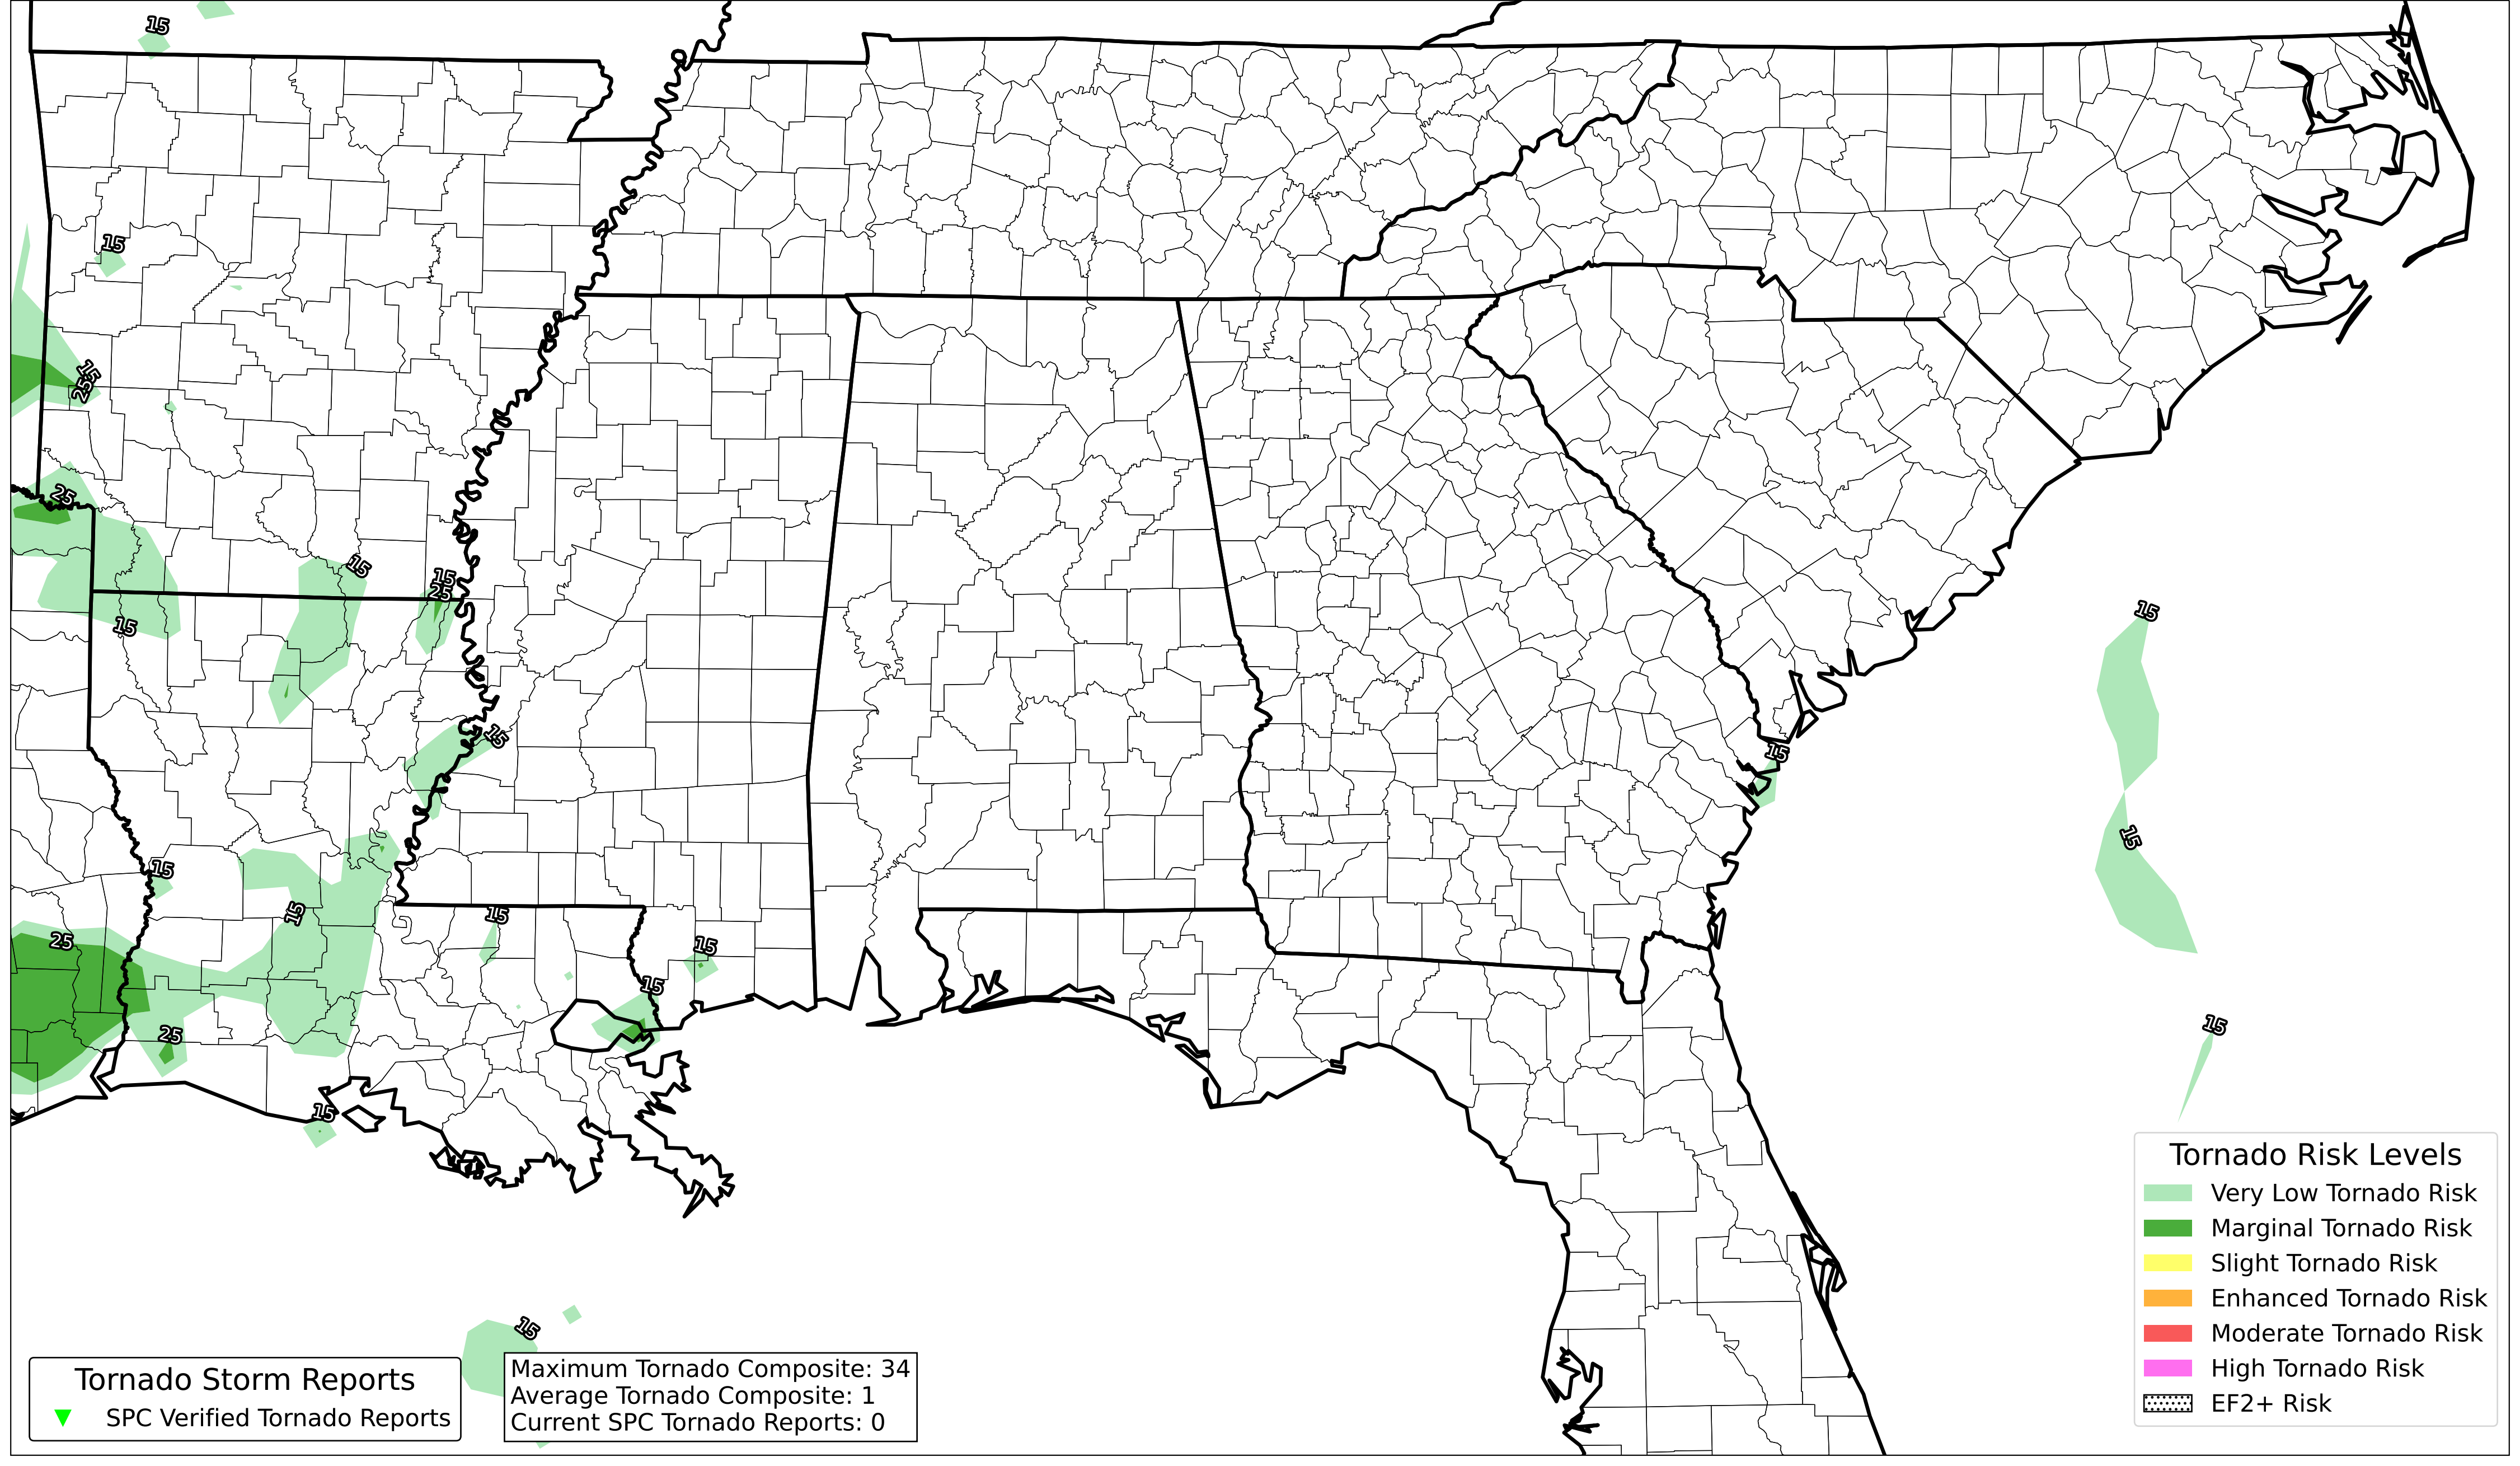 15
15
15
25
25
15
15
25
15
15
15
15
15
15
15
25
15
15
15
25
15
15
15
Tornado Risk Levels
Very Low Tornado Risk
Marginal Tornado Risk
Slight Tornado Risk
Enhanced Tornado Risk
Moderate Tornado Risk
High Tornado Risk
EF2+ Risk
Tornado Storm Reports
SPC Verified Tornado Reports
Maximum Tornado Composite: 34
Average Tornado Composite: 1
Current SPC Tornado Reports: 0